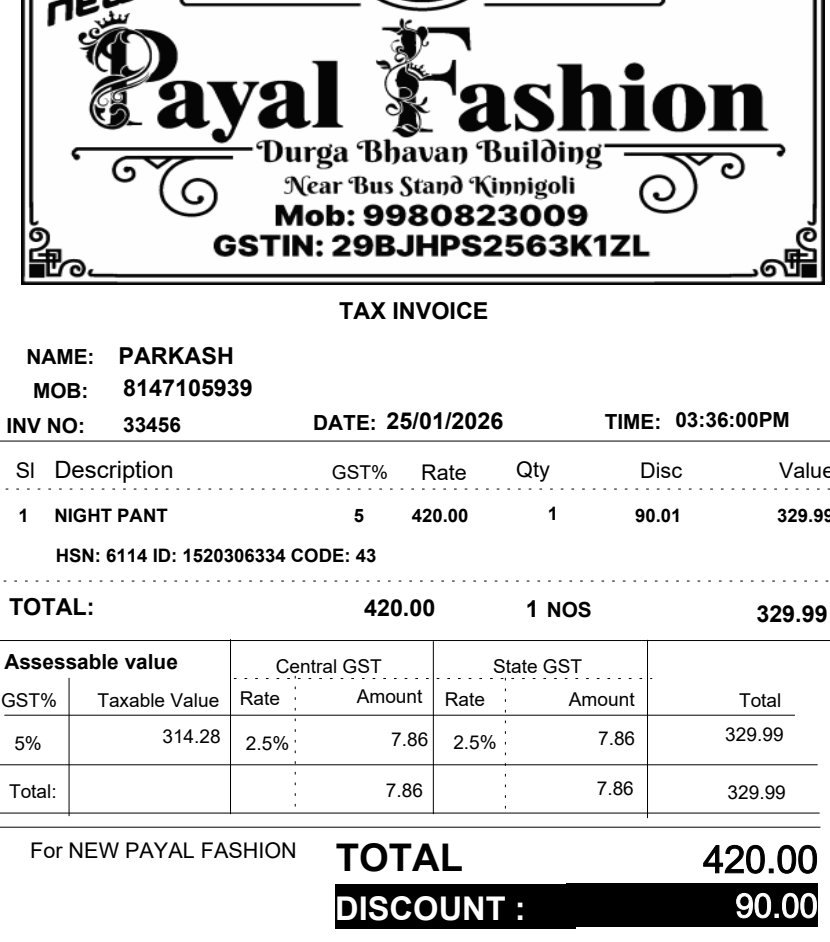 new
Payal Fashion
Durga Bhavan Building
Near Bus Stand Kinnigoli
Mob: 9980823009
GSTIN: 29BJHPS2563K1ZL
TAX INVOICE
NAME: PARKASH
MOB: 8147105939
INV NO: 33456 DATE: 25/01/2026 TIME: 03:36:00PM
Sl Description GST% Rate Qty Disc Value
1 NIGHT PANT 5 420.00 1 90.01 329.99
HSN: 6114 ID: 1520306334 CODE: 43
TOTAL: 420.00 1 NOS 329.99
Assessable value Central GST State GST
GST% Taxable Value Rate Amount Rate Amount Total
5% 314.28 2.5% 7.86 2.5% 7.86 329.99
Total: 7.86 7.86 329.99
For NEW PAYAL FASHION TOTAL 420.00
DISCOUNT : 90.00